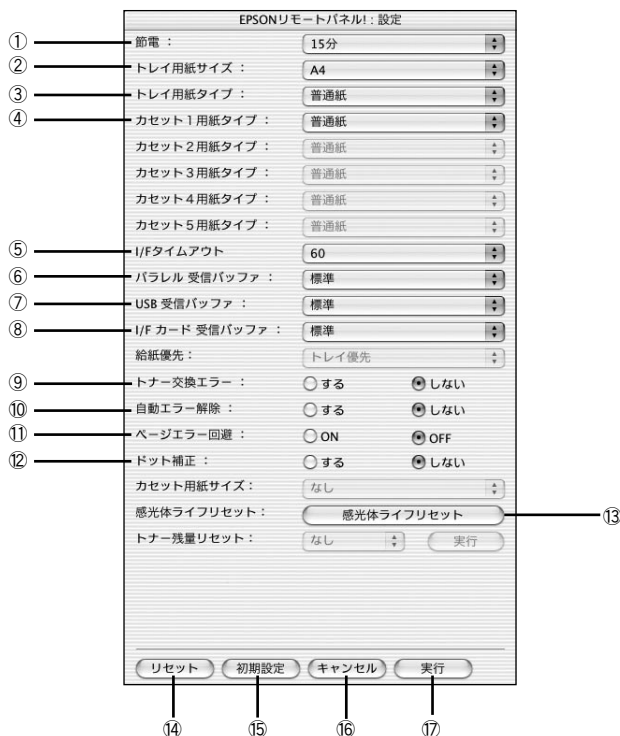 EPSONリモートパネル! : 設定
① 節電 : 15分
② トレイ用紙サイズ : A4
③ トレイ用紙タイプ : 普通紙
④ カセット1用紙タイプ : 普通紙
カセット2用紙タイプ : 普通紙
カセット3用紙タイプ : 普通紙
カセット4用紙タイプ : 普通紙
カセット5用紙タイプ : 普通紙
⑤ I/Fタイムアウト 60
⑥ パラレル 受信バッファ : 標準
⑦ USB 受信バッファ : 標準
⑧ I/F カード 受信バッファ : 標準
給紙優先: トレイ優先
⑨ トナー交換エラー : する しない
⑩ 自動エラー解除 : する しない
⑪ ページエラー回避 : ON OFF
⑫ ドット補正 : する しない
カセット用紙サイズ: なし
感光体ライフリセット: 感光体ライフリセット ⑬
トナー残量リセット: なし 実行
リセット 初期設定 キャンセル 実行
⑭ ⑮ ⑯ ⑰